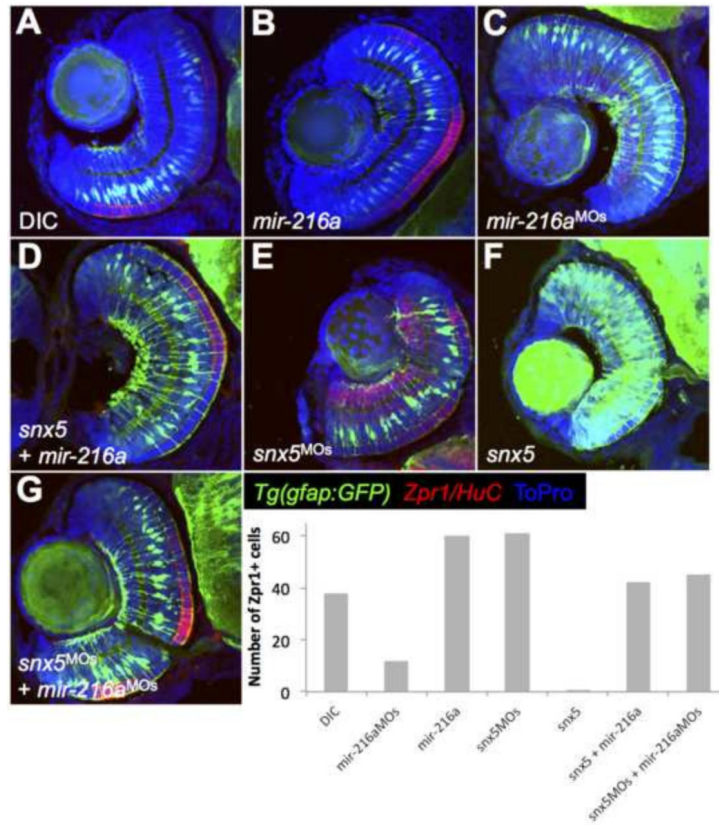 A
DIC
B
mir-216a
C
mir-216aMOs
D
snx5
+ mir-216a
E
snx5MOs
F
snx5
G
snx5MOs
+ mir-216aMOs
Tg(gfap:GFP) Zpr1/HuC ToPro
Number of Zpr1+ cells
60
40
20
0
DIC
mir-216aMOs
mir-216a
snx5MOs
snx5
snx5 + mir-216a
snx5MOs + mir-216aMOs